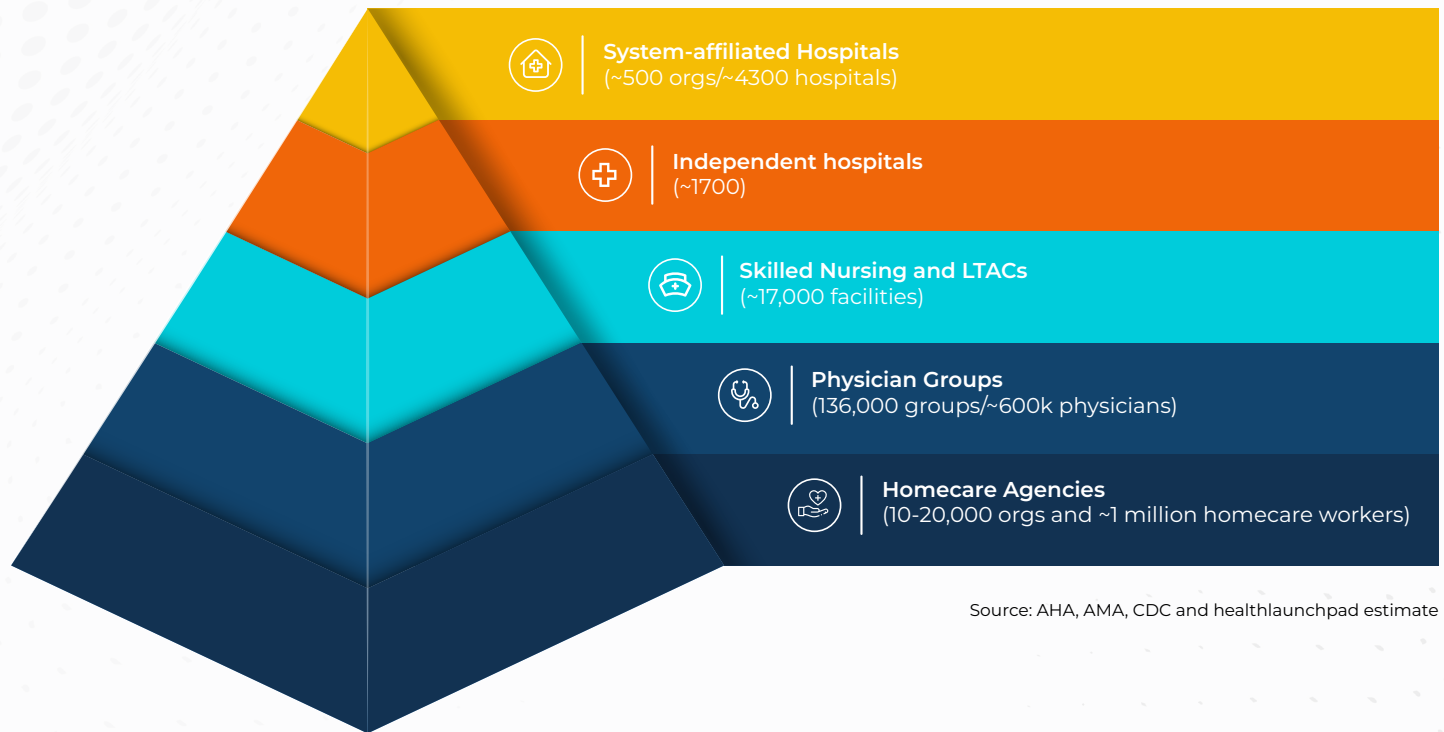 System-affiliated Hospitals
(~500 orgs/~4300 hospitals)
Independent hospitals
(~1700)
Skilled Nursing and LTACs
(~17,000 facilities)
Physician Groups
(136,000 groups/~600k physicians)
Homecare Agencies
(10-20,000 orgs and ~1 million homecare workers)
Source: AHA, AMA, CDC and healthlaunchpad estimate